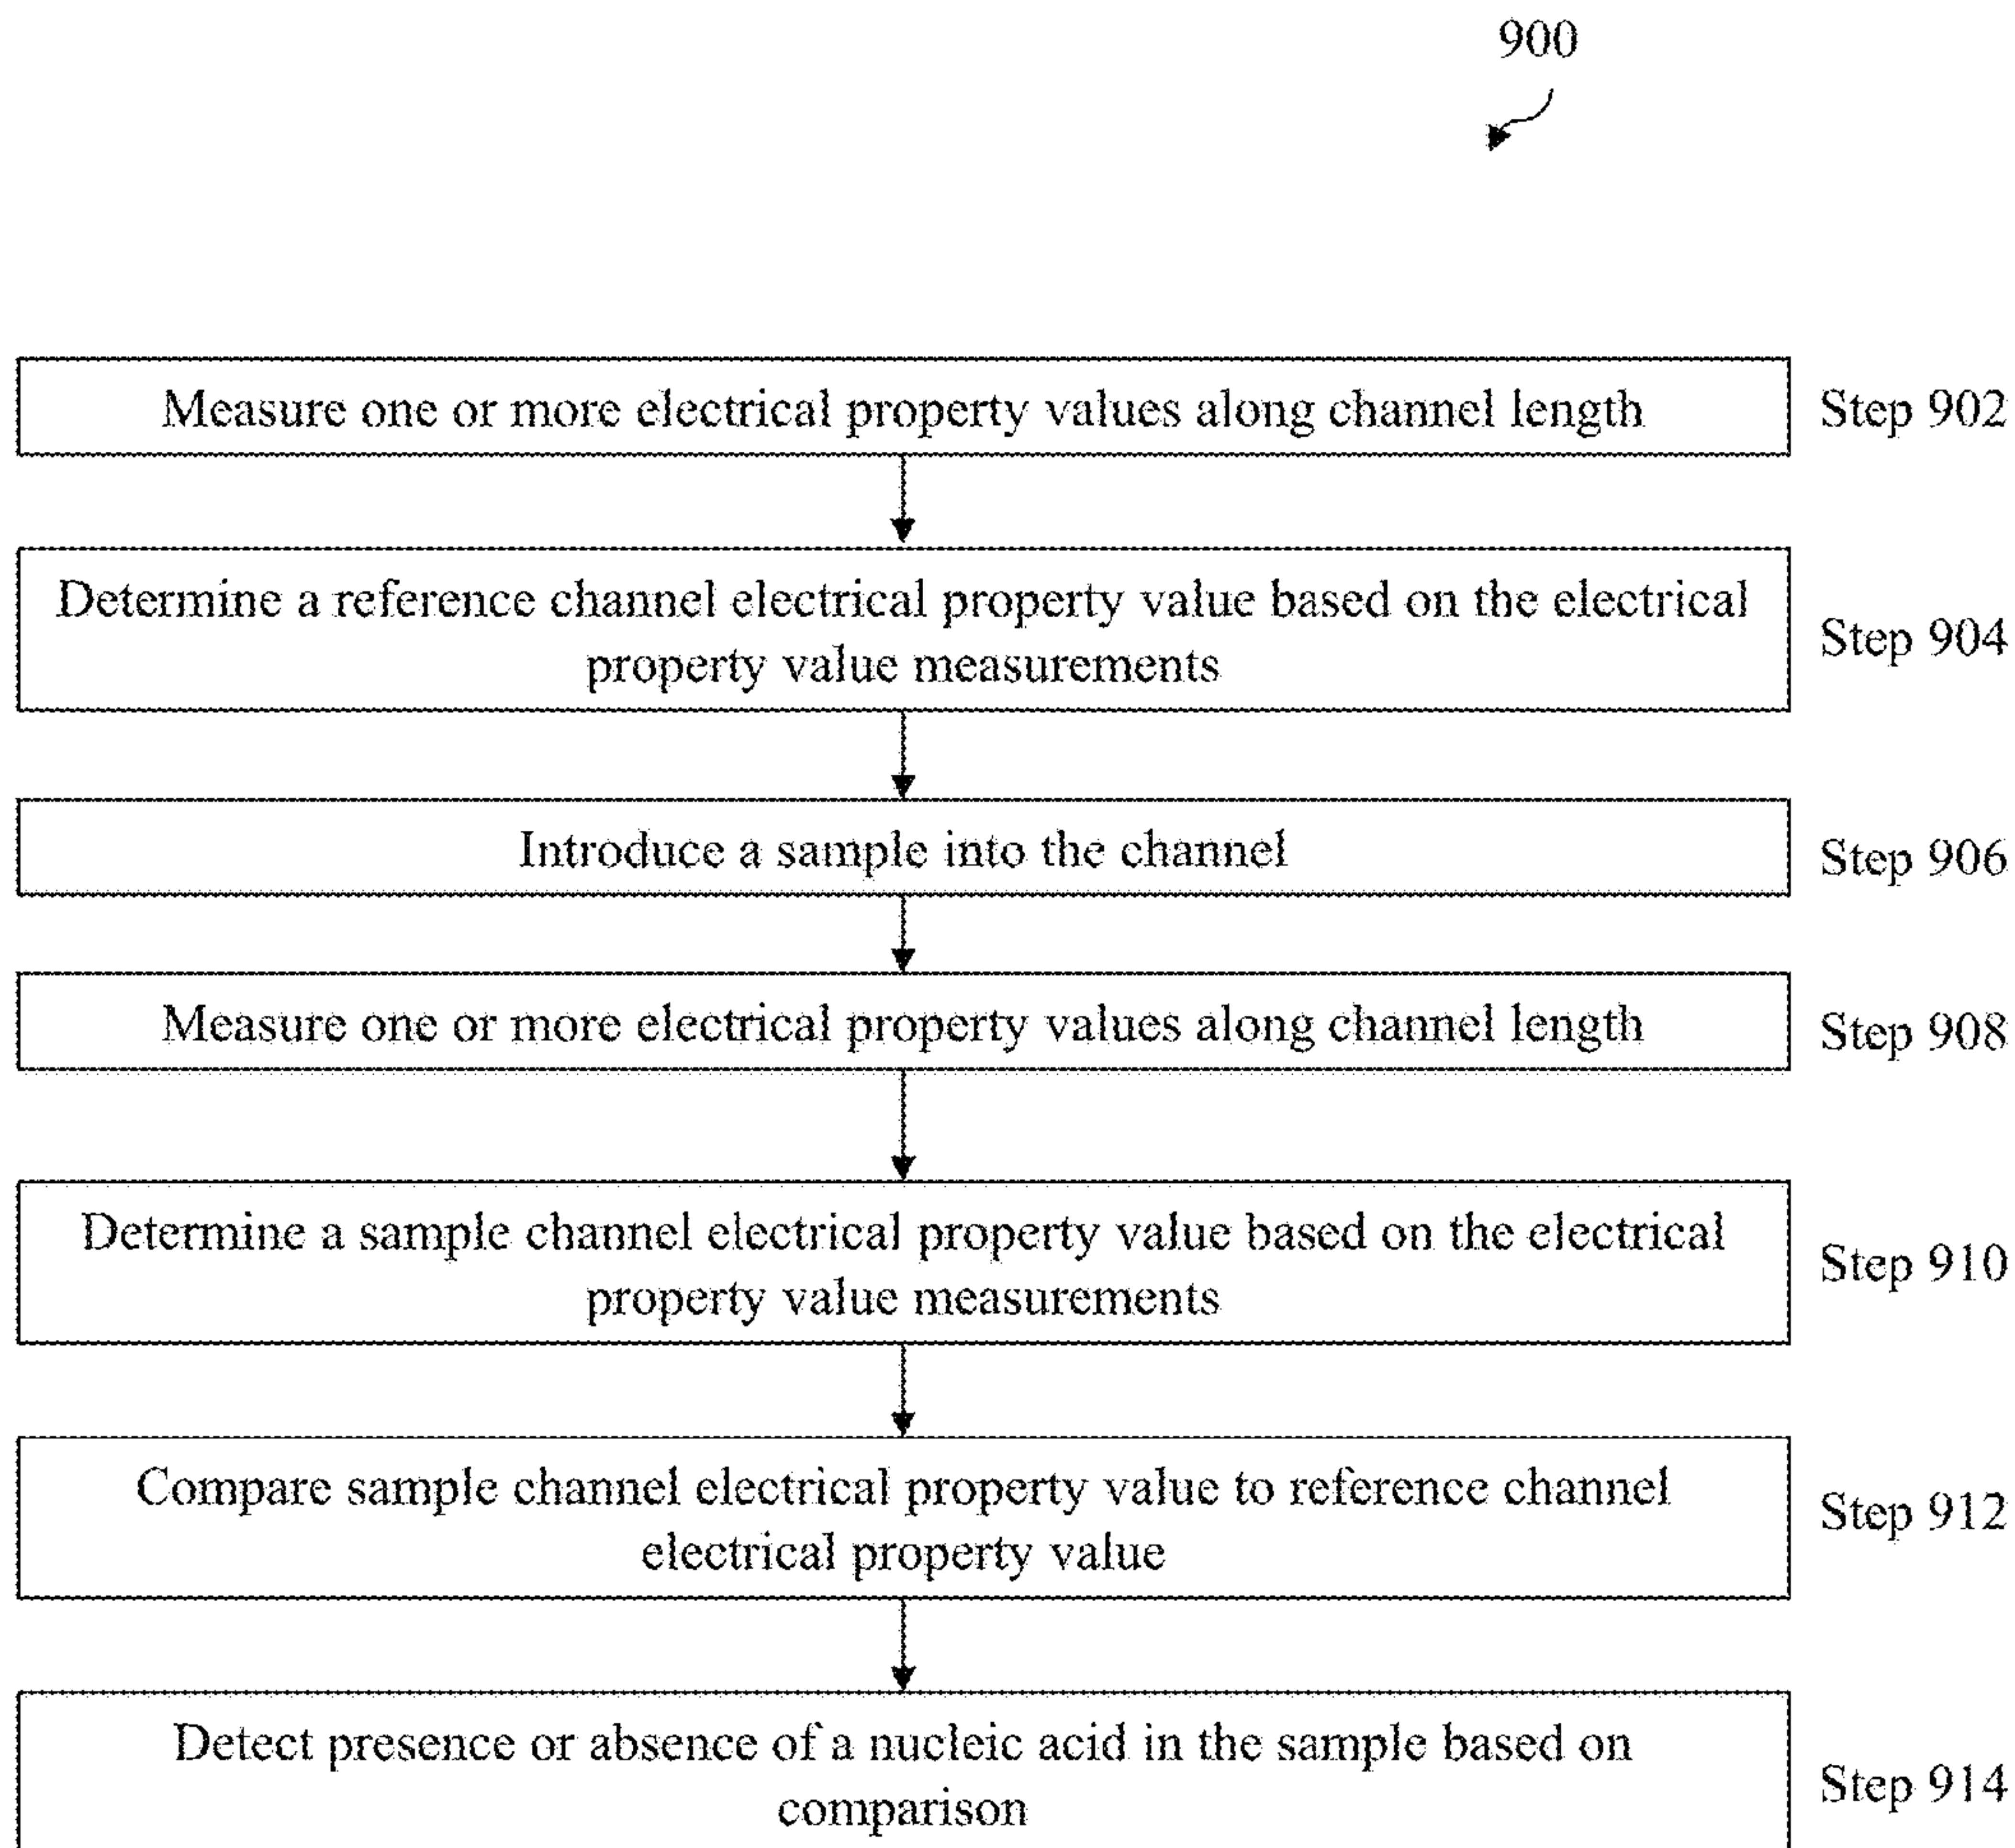 900
Measure one or more electrical property values along channel length
Step 902
Determine a reference channel electrical property value based on the electrical
property value measurements
Step 904
Introduce a sample into the channel
Step 906
Measure one or more electrical property values along channel length
Step 908
Determine a sample channel electrical property value based on the electrical
property value measurements
Step 910
Compare sample channel electrical property value to reference channel
electrical property value
Step 912
Detect presence or absence of a nucleic acid in the sample based on
comparison
Step 914